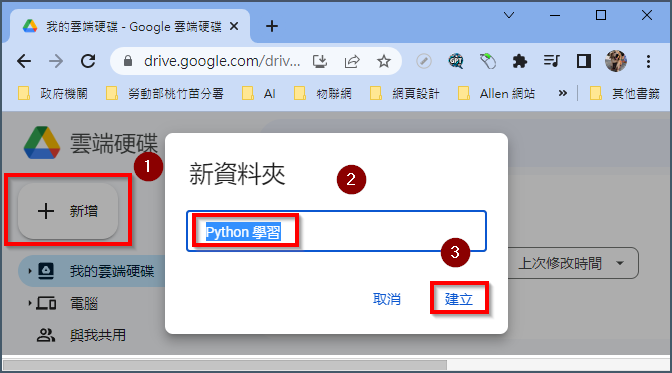 我的雲端硬碟 - Google 雲端硬碟
drive.google.com/driv...
政府機關 勞動部桃竹苗分署 AI 物聯網 網頁設計 Allen 網站 » 其他書籤
雲端硬碟
1
新增
我的雲端硬碟
電腦
與我共用
新資料夾
2
Python 學習
3
取消 建立
上次修改時間
GPT